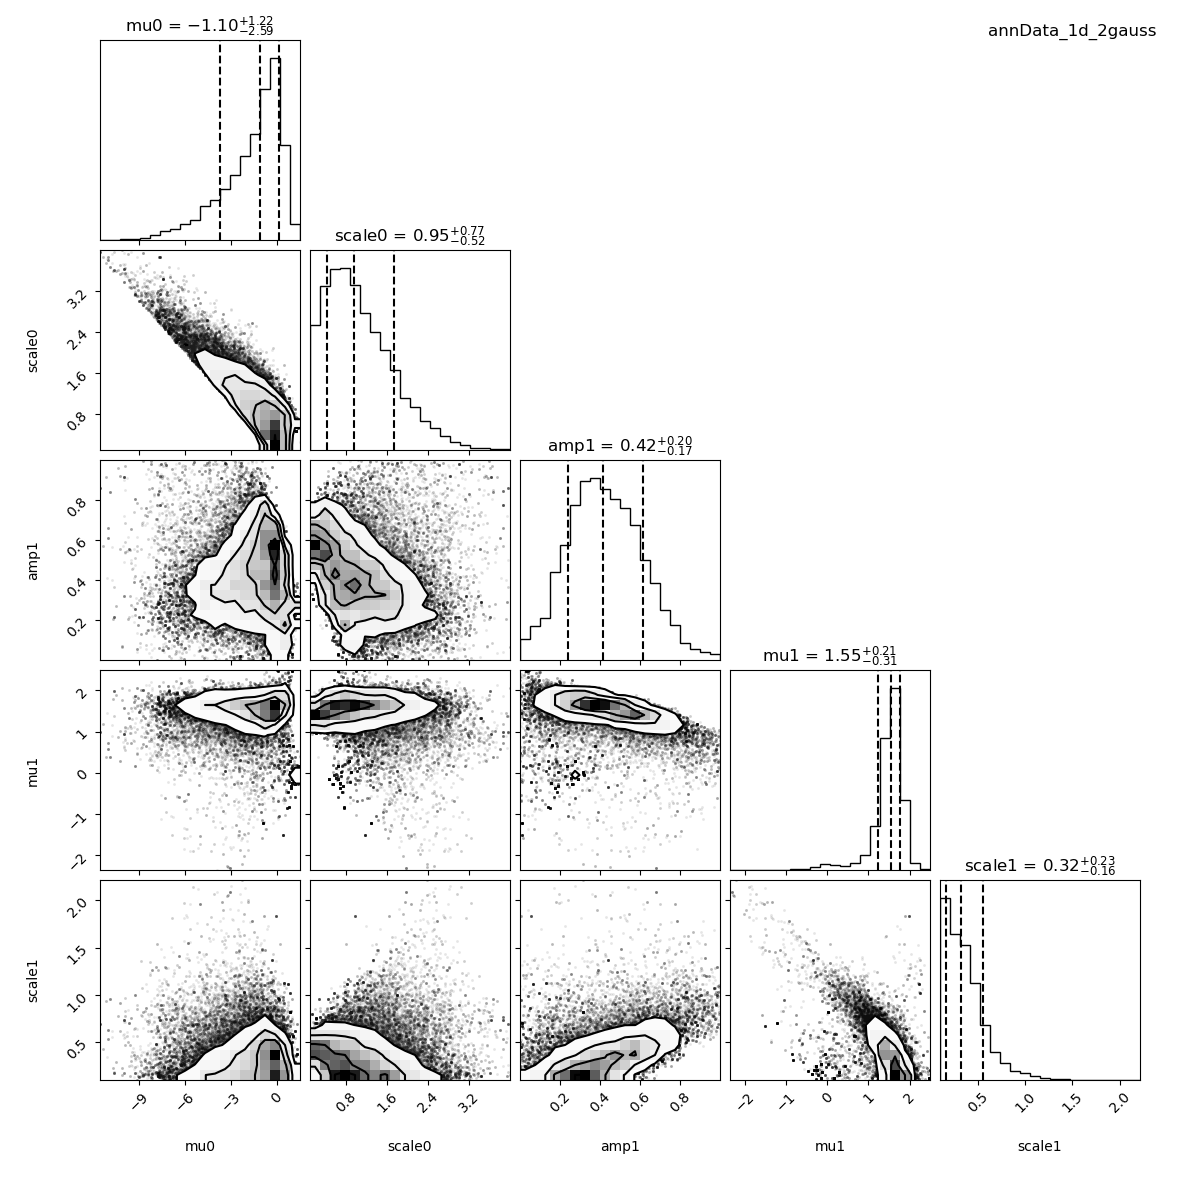 annData_1d_2gauss
mu0 = −1.10+1.22−2.59
scale0 = 0.95+0.77−0.52
scale0
3.2
2.4
1.6
0.8
amp1 = 0.42+0.20−0.17
amp1
0.8
0.6
0.4
0.2
mu1 = 1.55+0.21−0.31
mu1
2
1
0
−1
−2
scale1 = 0.32+0.23−0.16
scale1
2.0
1.5
1.0
0.5
−9 −6 −3 0
0.8 1.6 2.4 3.2
0.2 0.4 0.6 0.8
−2 −1 0 1 2
0.5 1.0 1.5 2.0
mu0 scale0 amp1 mu1 scale1